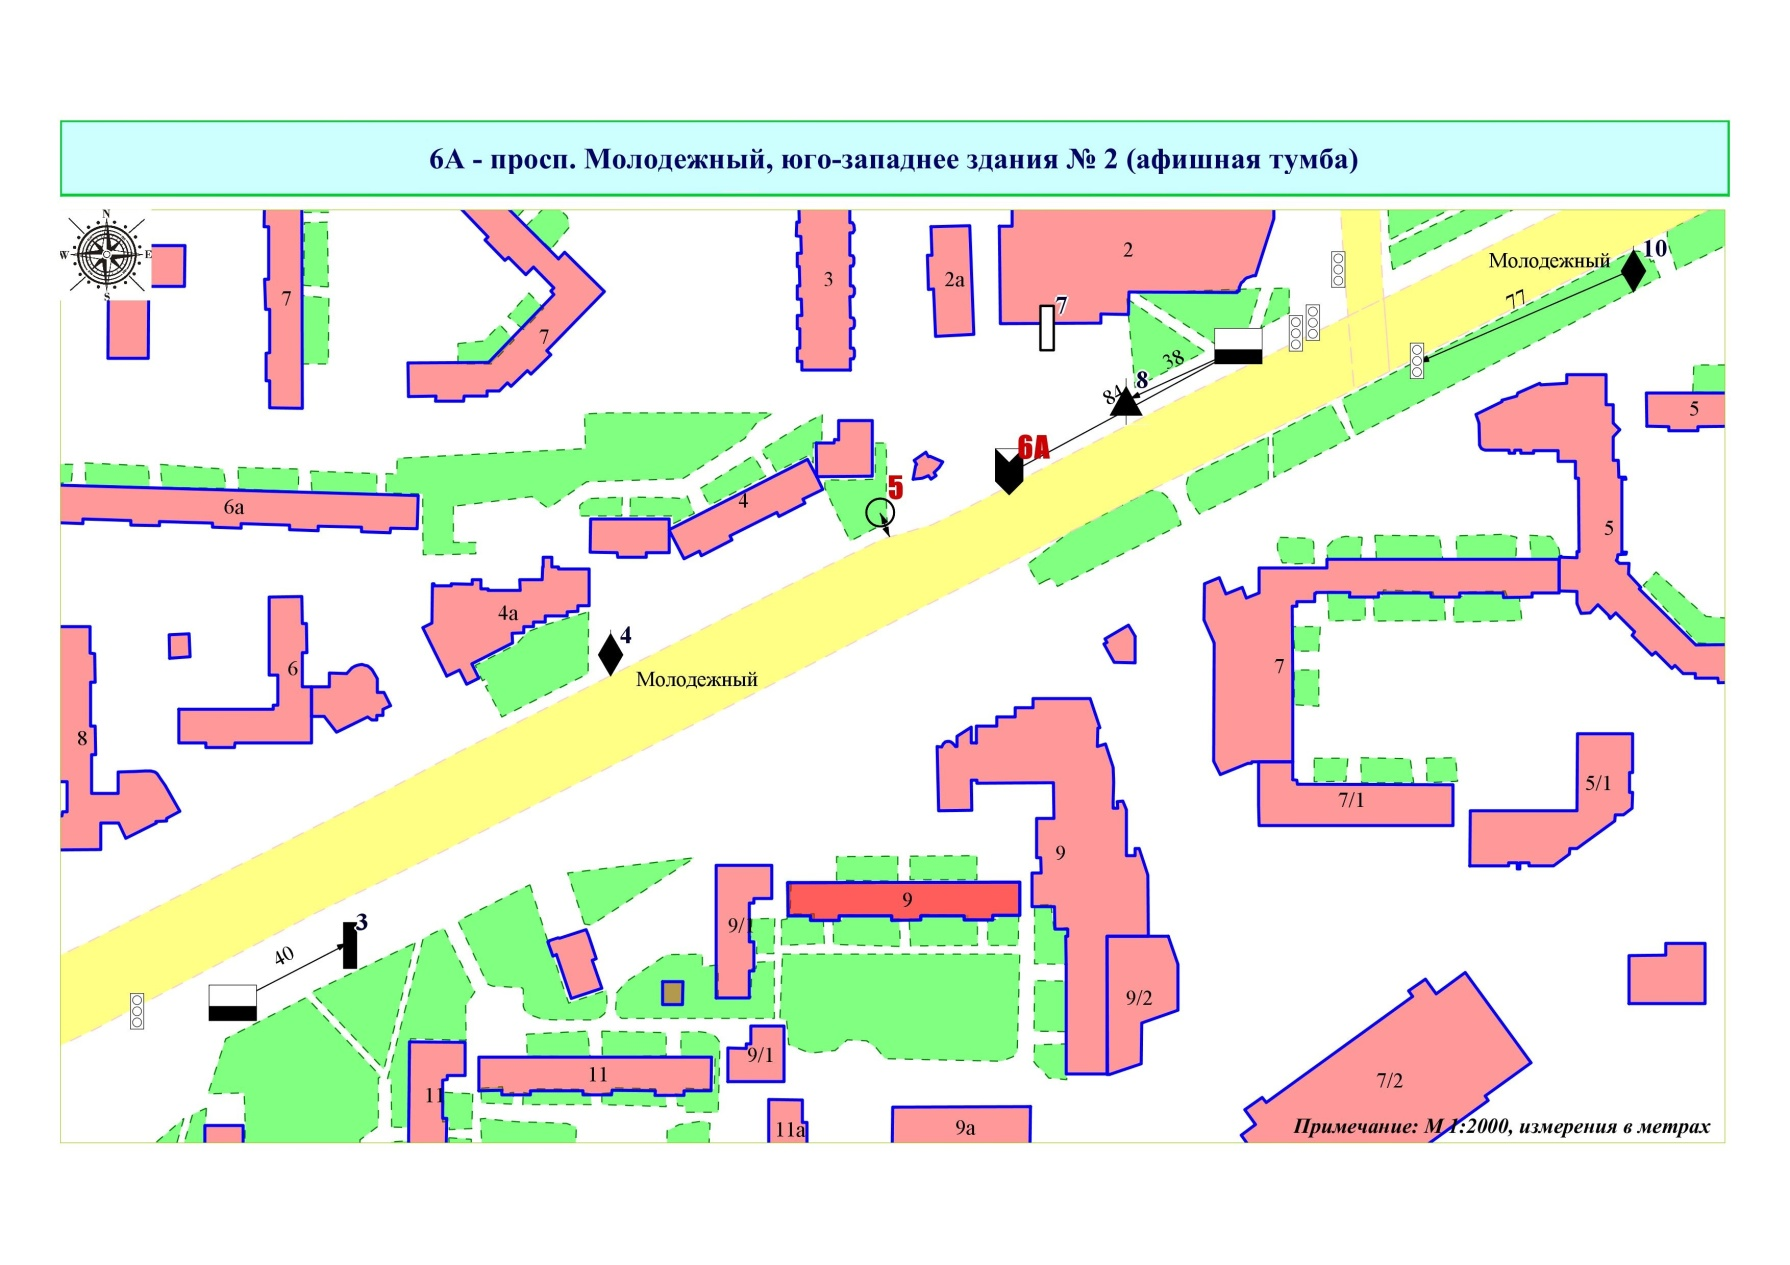 6А - просп. Молодежный, юго-западнее здания № 2 (афишная тумба)
N
W E
S
7
7
3
2а
2
7
Молодежный
10
77
38
8
84
6А
5
5
6а
4
5
5
4а
4
Молодежный
6
7
8
7/1
5/1
9
9
9/1
3
40
9/2
9/1
11
11
11а
9а
7/2
Примечание: М 1:2000, измерения в метрах